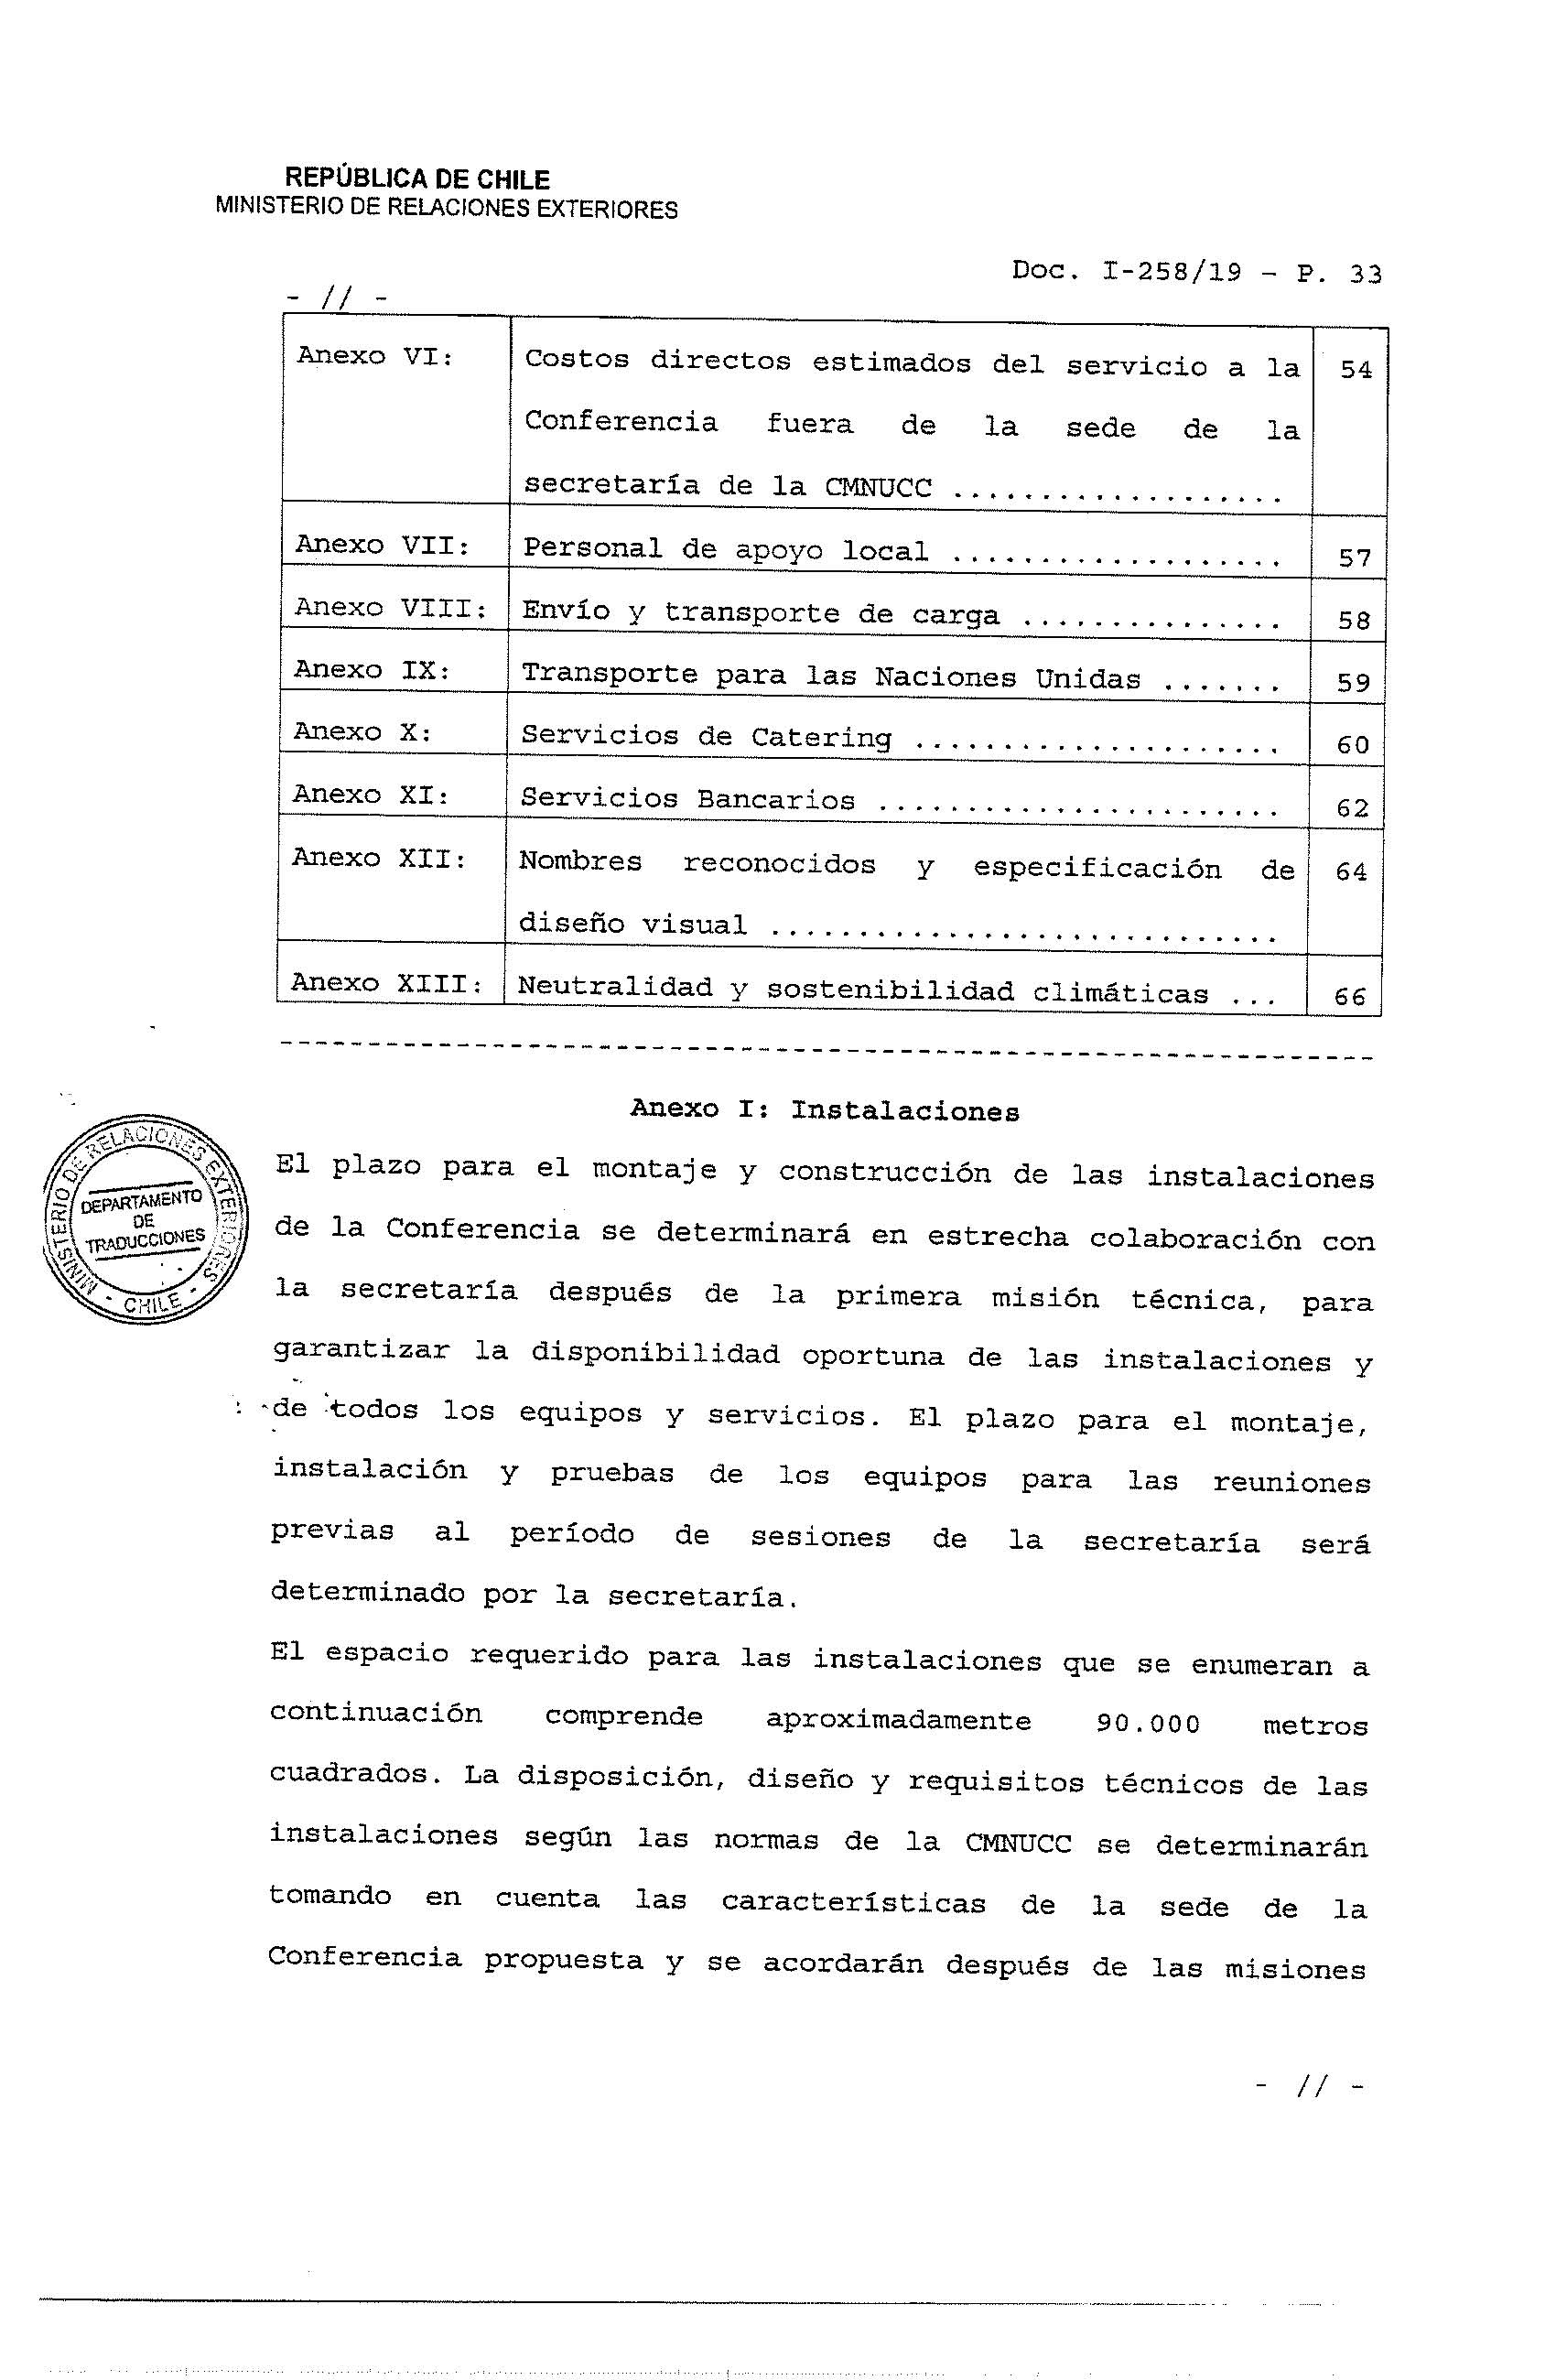 REPÚBLICA DE CHILE
MINISTERIO DE RELACIONES EXTERIORES
Doc. I-258/19 - P. 33
- // -
Anexo VI: Costos directos estimados del servicio a la 54
Conferencia fuera de la sede de la
secretaría de la CMNUCC ...................
Anexo VII: Personal de apoyo local ................... 57
Anexo VIII: Envío y transporte de carga ............... 58
Anexo IX: Transporte para las Naciones Unidas ....... 59
Anexo X: Servicios de Catering ..................... 60
Anexo XI: Servicios Bancarios ....................... 62
Anexo XII: Nombres reconocidos y especificación de 64
diseño visual .............................
Anexo XIII: Neutralidad y sostenibilidad climáticas ... 66
Anexo I: Instalaciones
El plazo para el montaje y construcción de las instalaciones
de la Conferencia se determinará en estrecha colaboración con
la secretaría después de la primera misión técnica, para
garantizar la disponibilidad oportuna de las instalaciones y
de todos los equipos y servicios. El plazo para el montaje,
instalación y pruebas de los equipos para las reuniones
previas al período de sesiones de la secretaría será
determinado por la secretaría.
El espacio requerido para las instalaciones que se enumeran a
continuación comprende aproximadamente 90.000 metros
cuadrados. La disposición, diseño y requisitos técnicos de las
instalaciones según las normas de la CMNUCC se determinarán
tomando en cuenta las características de la sede de la
Conferencia propuesta y se acordarán después de las misiones
- // -
MINISTERIO DE RELACIONES EXTERIORES
DEPARTAMENTO
DE
TRADUCCIONES
- CHILE -